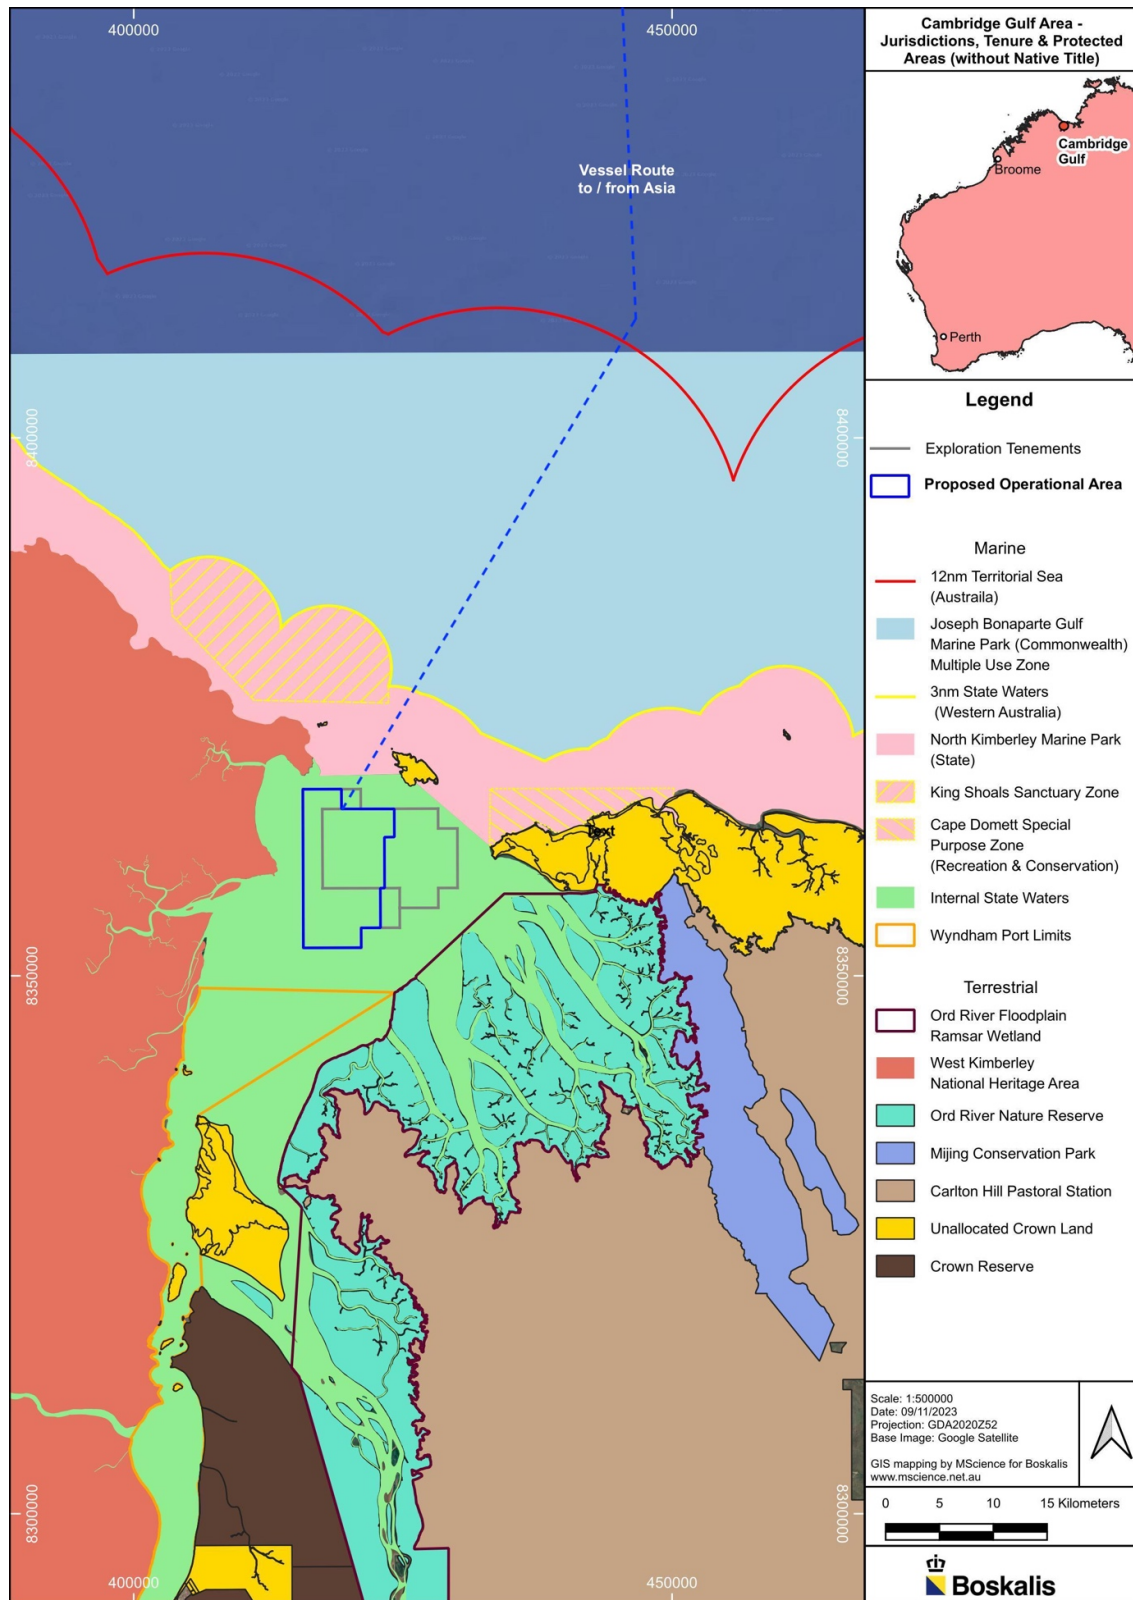 400000
450000
Vessel Route
to / from Asia
8400000
8400000
Text
8350000
8350000
8300000
8300000
400000
450000
Cambridge Gulf Area -
Jurisdictions, Tenure & Protected
Areas (without Native Title)
Cambridge
Gulf
Broome
Perth
Legend
Exploration Tenements
Proposed Operational Area
Marine
12nm Territorial Sea
(Austraila)
Joseph Bonaparte Gulf
Marine Park (Commonwealth)
Multiple Use Zone
3nm State Waters
(Western Australia)
North Kimberley Marine Park
(State)
King Shoals Sanctuary Zone
Cape Domett Special
Purpose Zone
(Recreation & Conservation)
Internal State Waters
Wyndham Port Limits
Terrestrial
Ord River Floodplain
Ramsar Wetland
West Kimberley
National Heritage Area
Ord River Nature Reserve
Mijing Conservation Park
Carlton Hill Pastoral Station
Unallocated Crown Land
Crown Reserve
Scale: 1:500000
Date: 09/11/2023
Projection: GDA2020Z52
Base Image: Google Satellite
GIS mapping by MScience for Boskalis
www.mscience.net.au
0 5 10 15 Kilometers
Boskalis